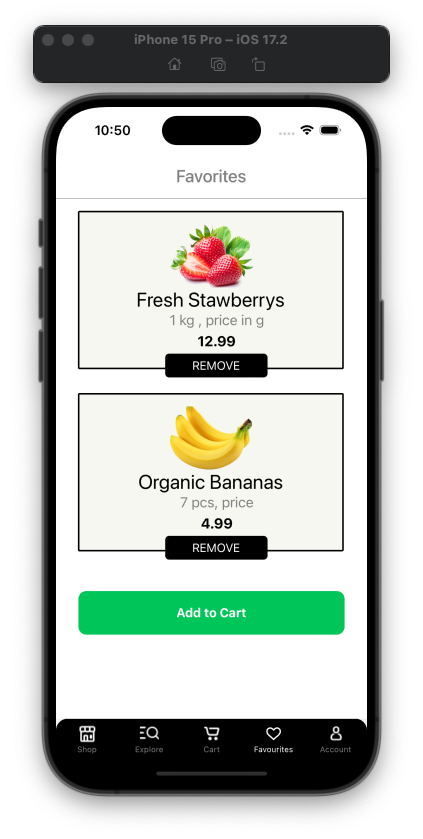 iPhone 15 Pro – iOS 17.2
10:50
Favorites
Fresh Stawberrys
1 kg , price in g
12.99
REMOVE
Organic Bananas
7 pcs, price
4.99
REMOVE
Add to Cart
Shop Explore Cart Favourites Account